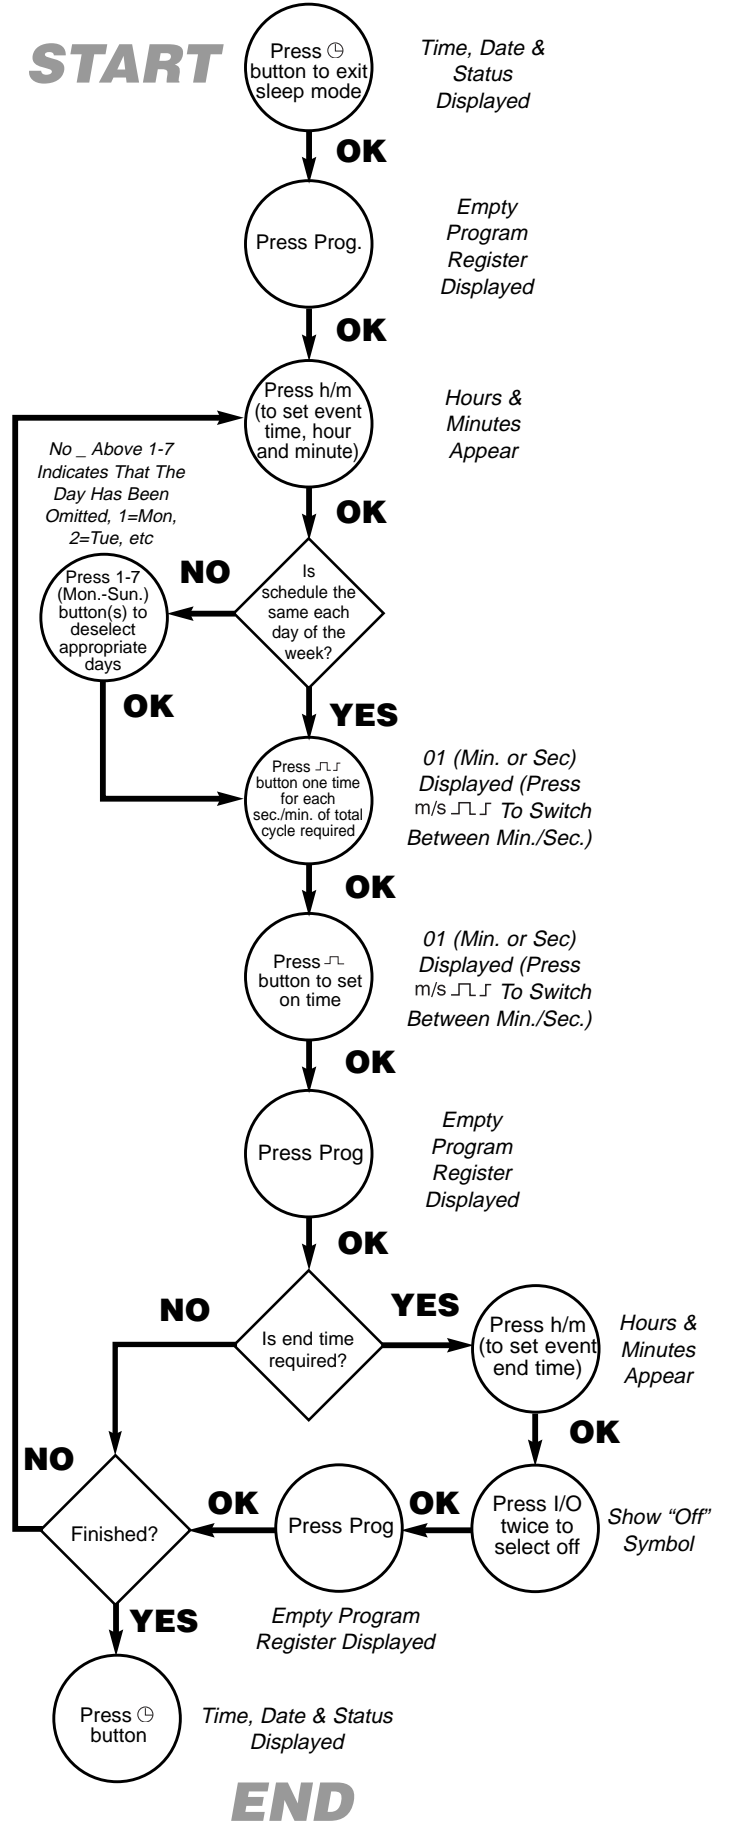 START
Press
button to exit
sleep mode
Time, Date &
Status
Displayed
OK
Press Prog.
Empty
Program
Register
Displayed
OK
Press h/m
(to set event
time, hour
and minute)
Hours &
Minutes
Appear
OK
No _ Above 1-7
Indicates That The
Day Has Been
Omitted, 1=Mon,
2=Tue, etc
Is
schedule the
same each
day of the
week?
NO
Press 1-7
(Mon.-Sun.)
button(s) to
deselect
appropriate
days
OK
YES
Press
button one time
for each
sec./min. of total
cycle required
01 (Min. or Sec)
Displayed (Press
m/s To Switch
Between Min./Sec.)
OK
Press
button to set
on time
01 (Min. or Sec)
Displayed (Press
m/s To Switch
Between Min./Sec.)
OK
Press Prog
Empty
Program
Register
Displayed
OK
Is end time
required?
NO
YES
Press h/m
(to set event
end time)
Hours &
Minutes
Appear
OK
Press I/O
twice to
select off
Show “Off”
Symbol
OK
Press Prog
Empty Program
Register Displayed
OK
Finished?
NO
YES
Press
button
Time, Date & Status
Displayed
END